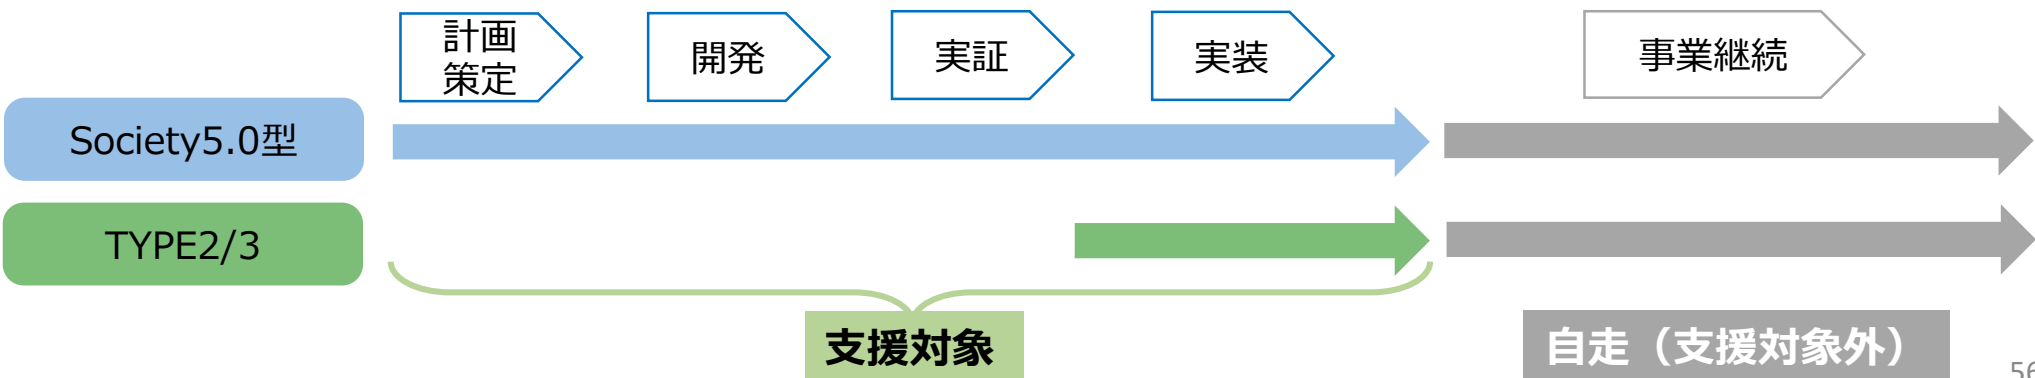 計画
策定
開発
実証
実装
事業継続
Society5.0型
TYPE2/3
支援対象
自走（支援対象外）
56